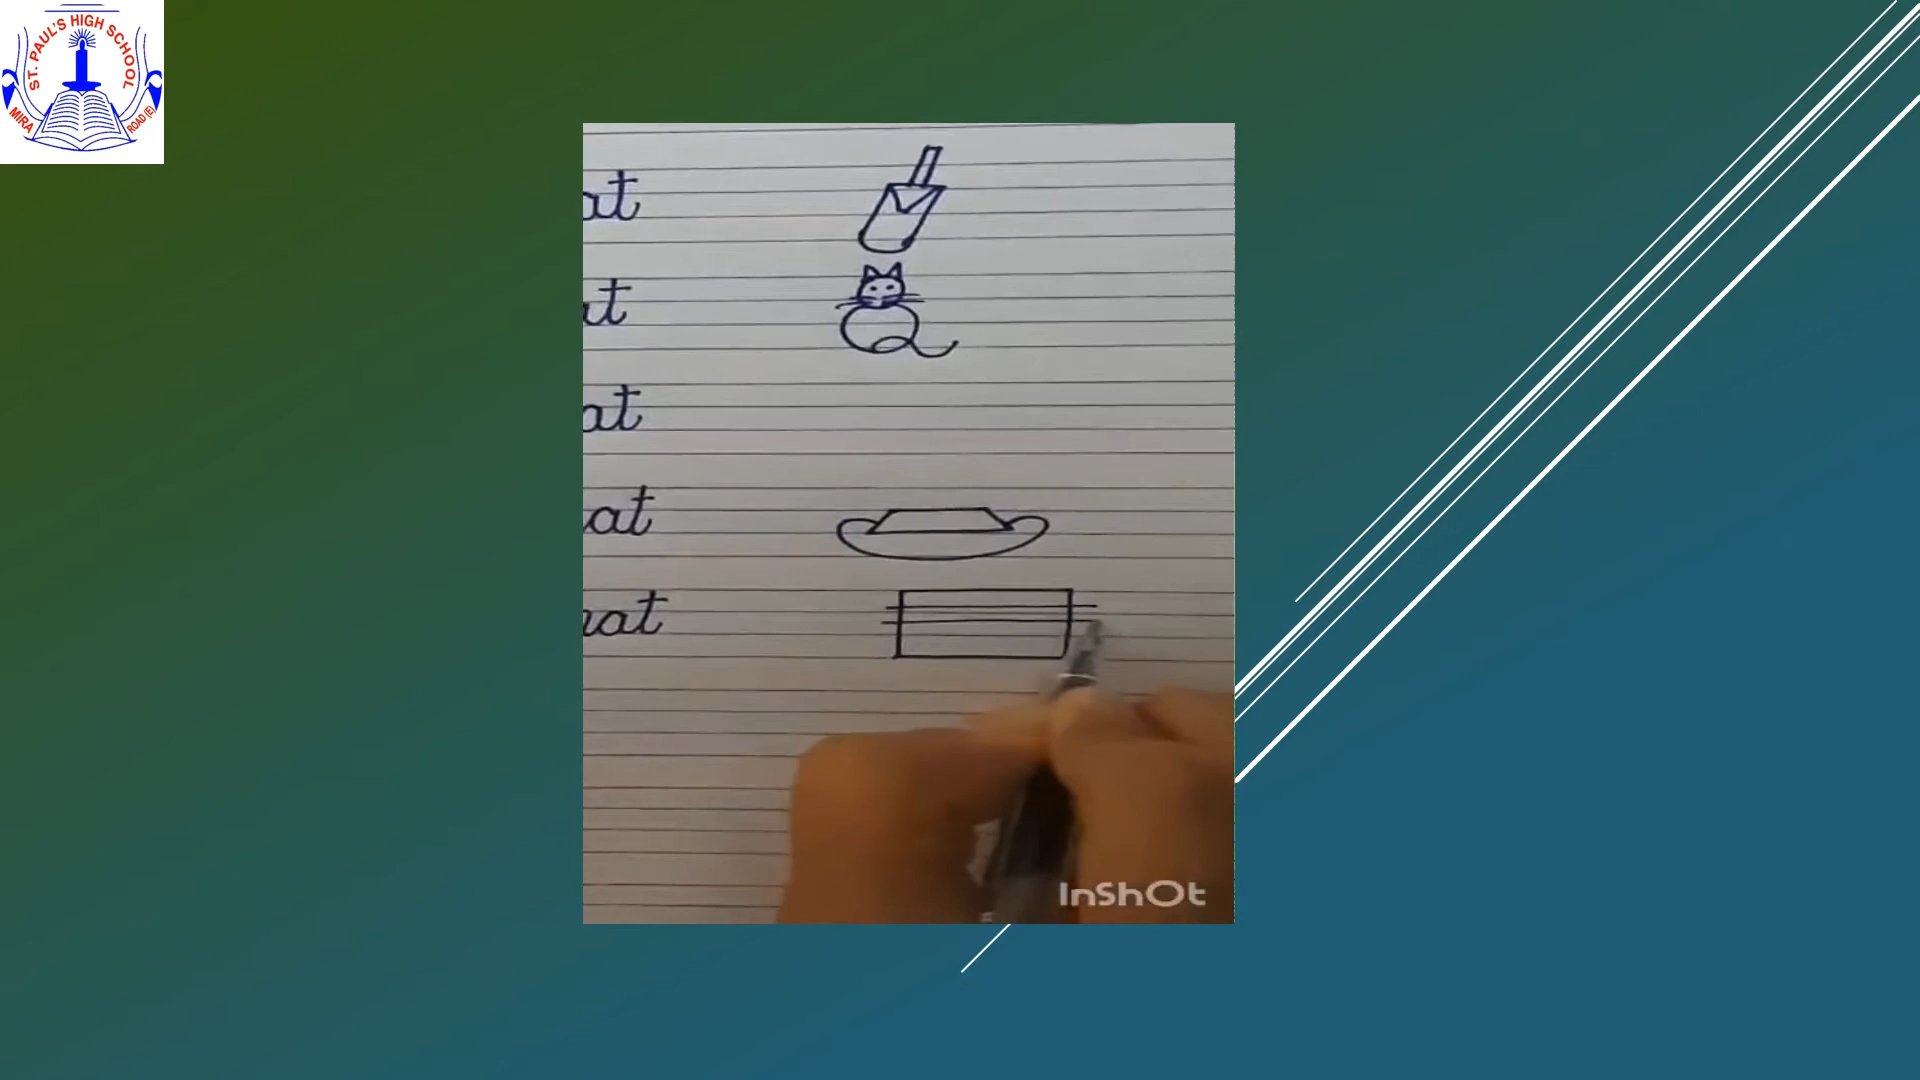 ST. PAUL'S HIGH SCHOOL
MIRA ROAD (E)
at
at
at
at
at
InShOt